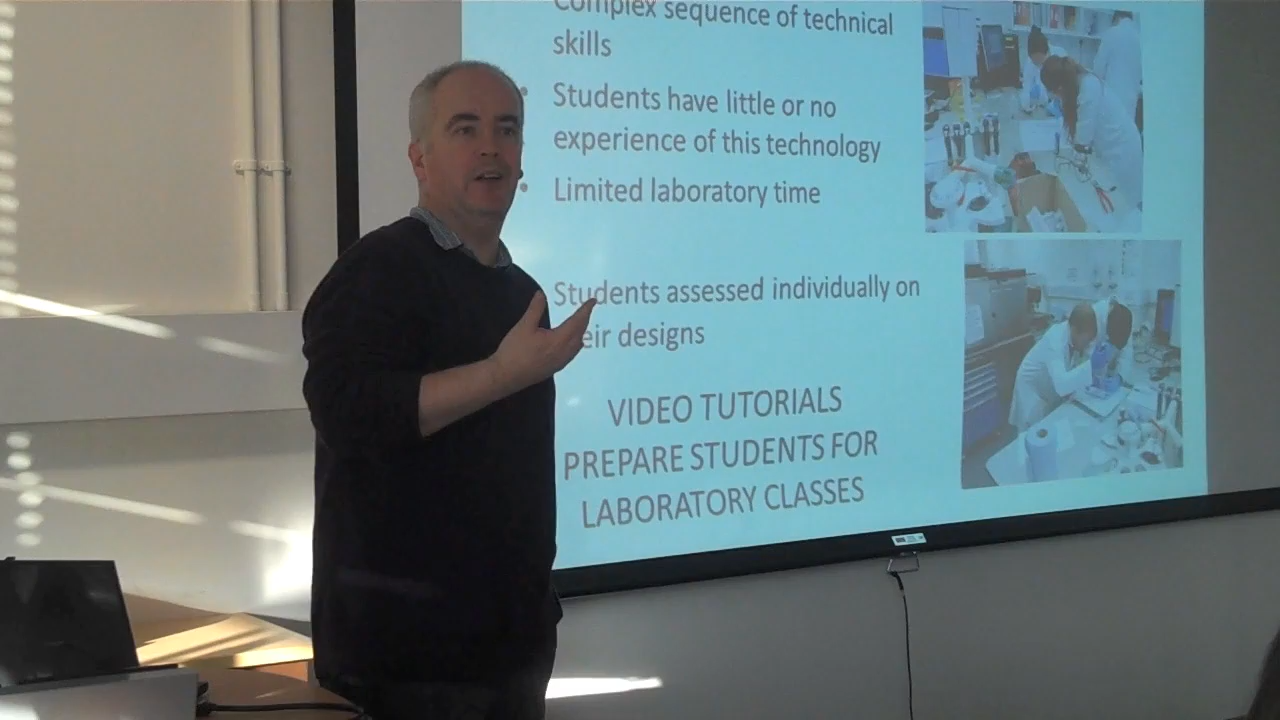 Complex sequence of technical
skills
• Students have little or no
experience of this technology
• Limited laboratory time
Students assessed individually on
eir designs
VIDEO TUTORIALS
PREPARE STUDENTS FOR
LABORATORY CLASSES